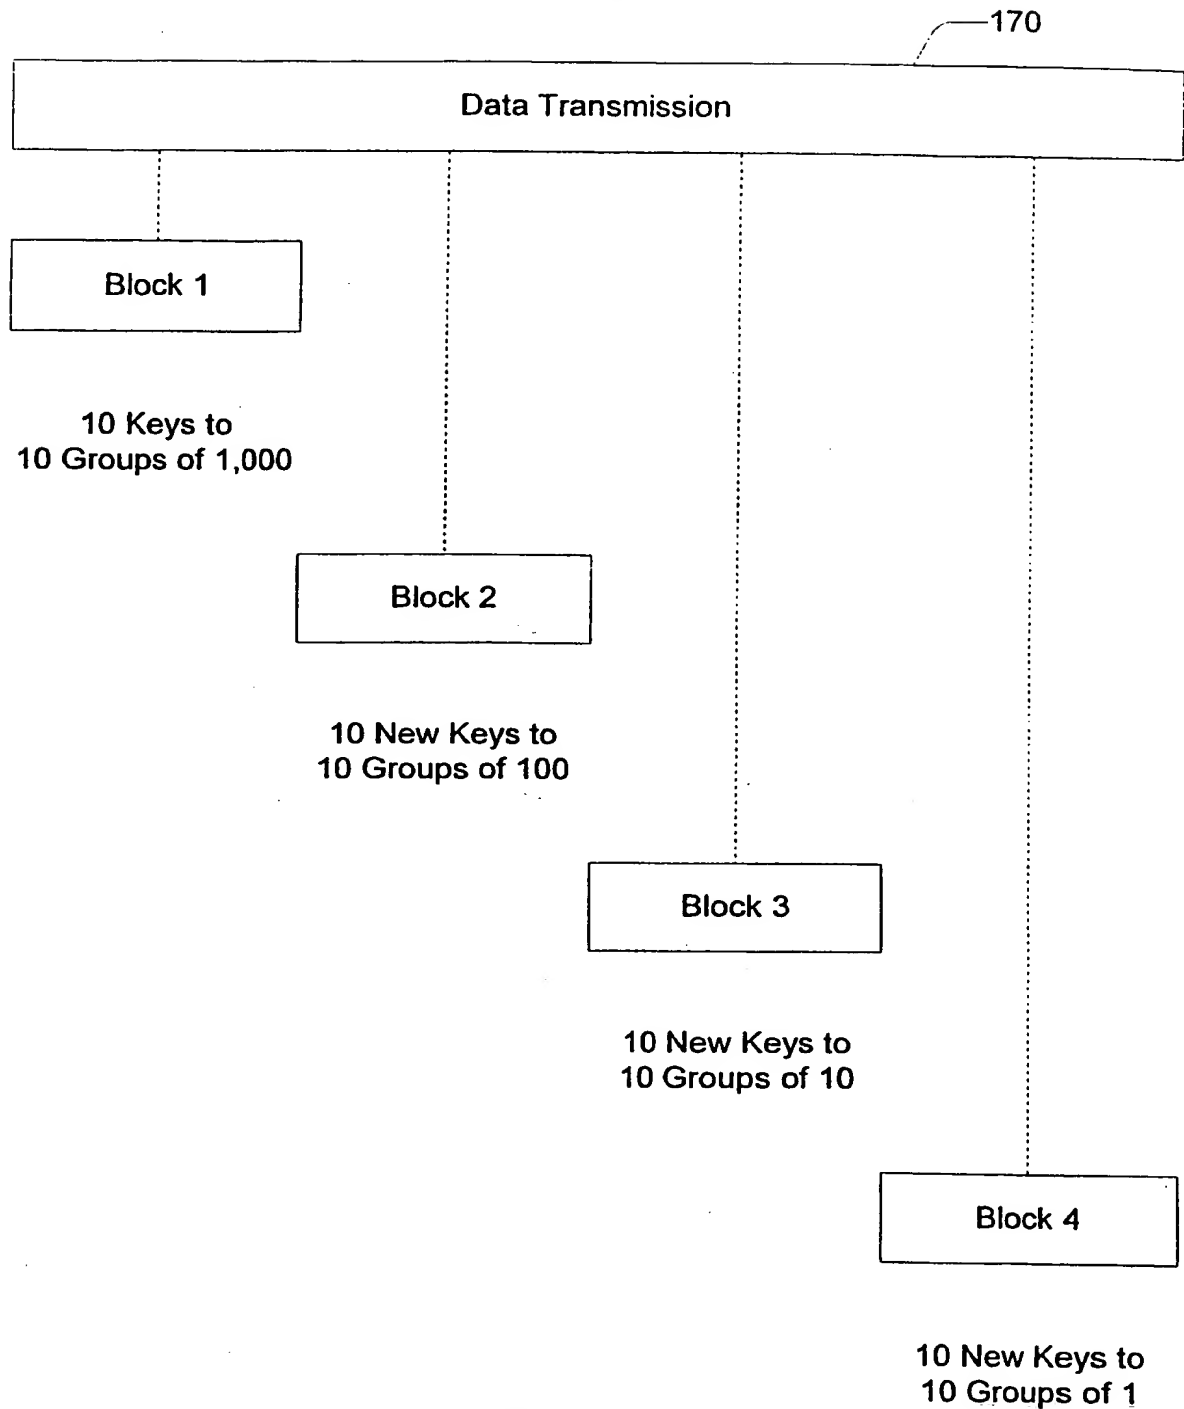 170
Data Transmission
Block 1
10 Keys to
10 Groups of 1,000
Block 2
10 New Keys to
10 Groups of 100
Block 3
10 New Keys to
10 Groups of 10
Block 4
10 New Keys to
10 Groups of 1